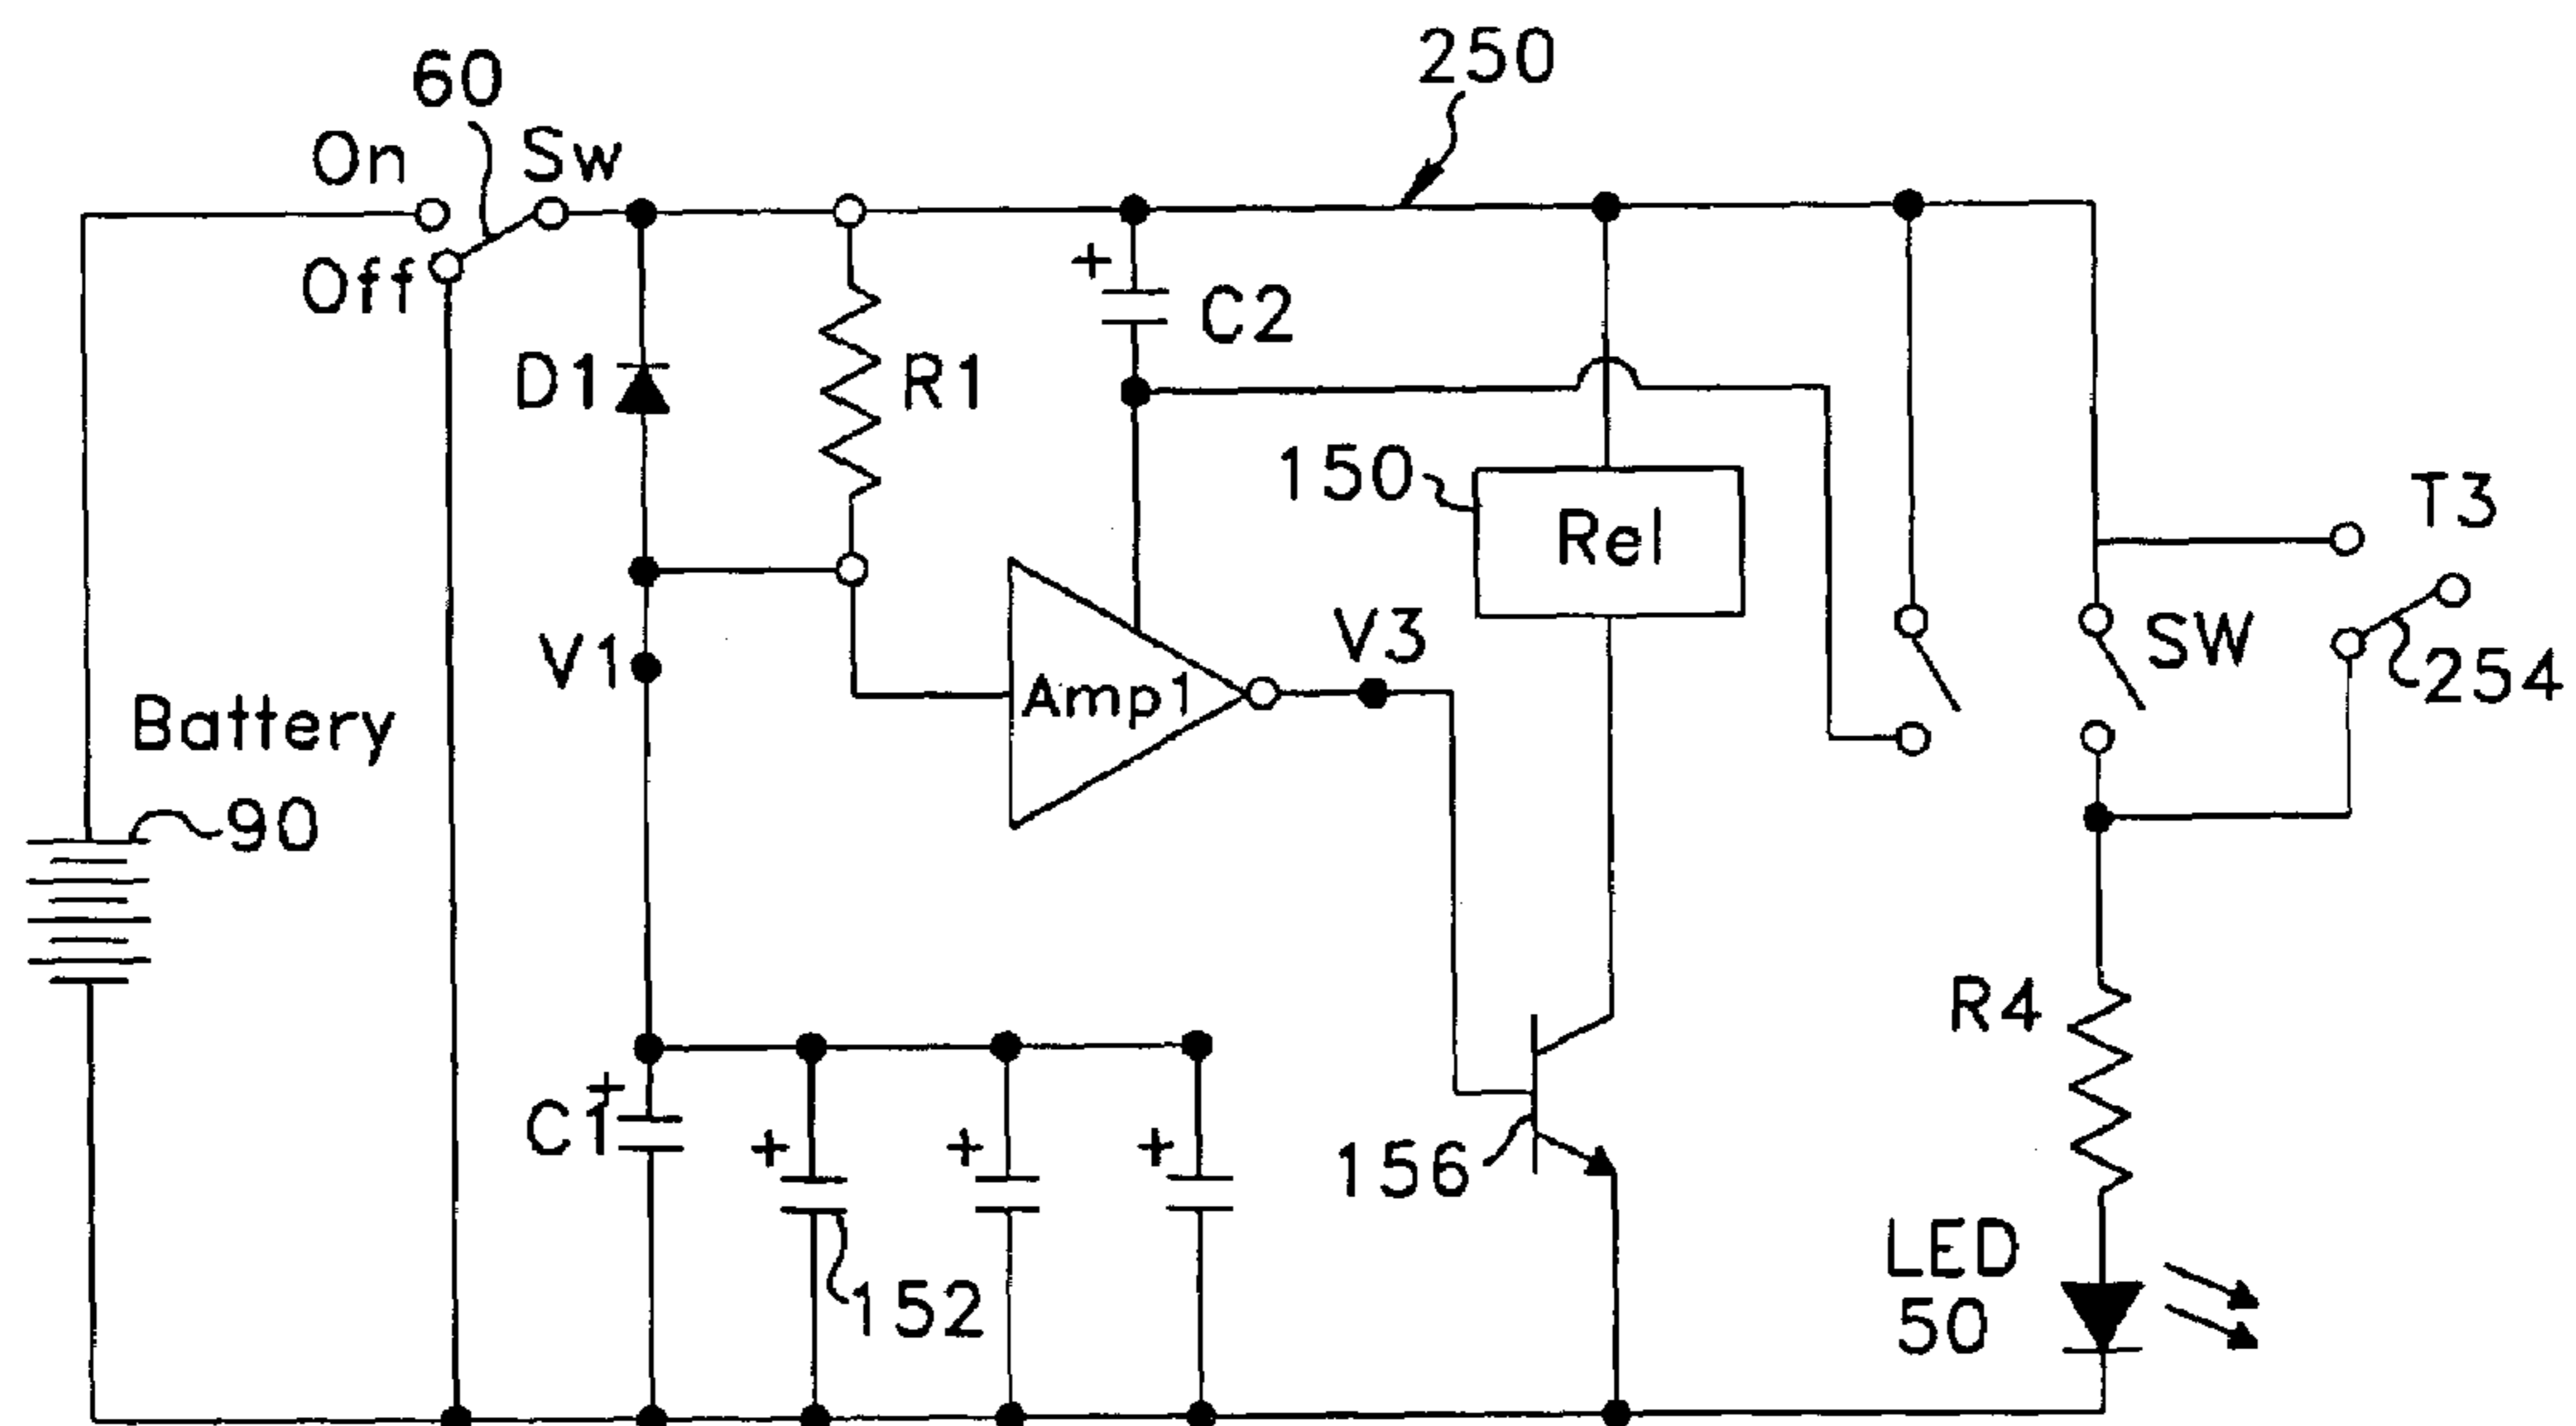 250
60
On
Sw
Off
+
C2
D1
R1
150
Rel
T3
V1
Amp1
V3
SW
254
Battery
90
R4
+
C1
+
+
+
156
152
LED
50